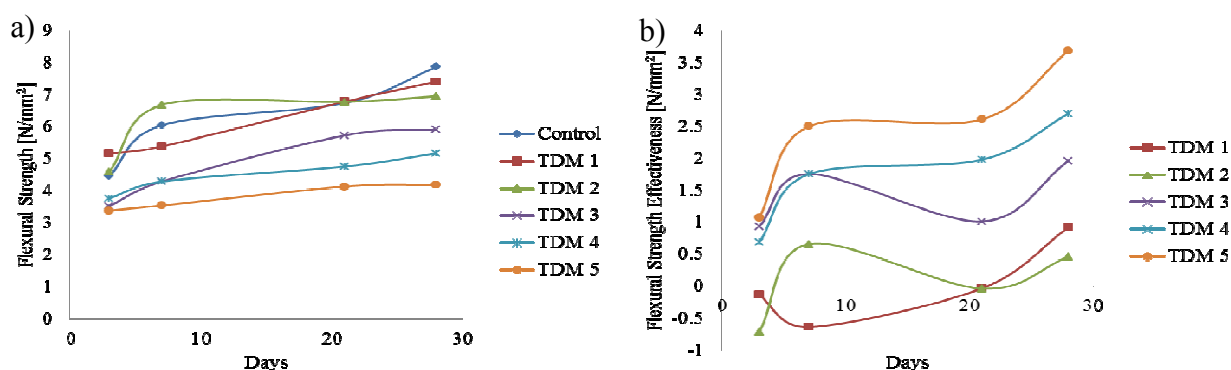 a)
Flexural Strength [N/mm²]
9
8
7
6
5
4
3
2
1
0
0 10 20 30
Days
Control
TDM 1
TDM 2
TDM 3
TDM 4
TDM 5
b)
Flexural Strength Effectiveness [N/mm²]
4
3.5
3
2.5
2
1.5
1
0.5
0
-0.5
-1
10 20 30
Days
TDM 1
TDM 2
TDM 3
TDM 4
TDM 5